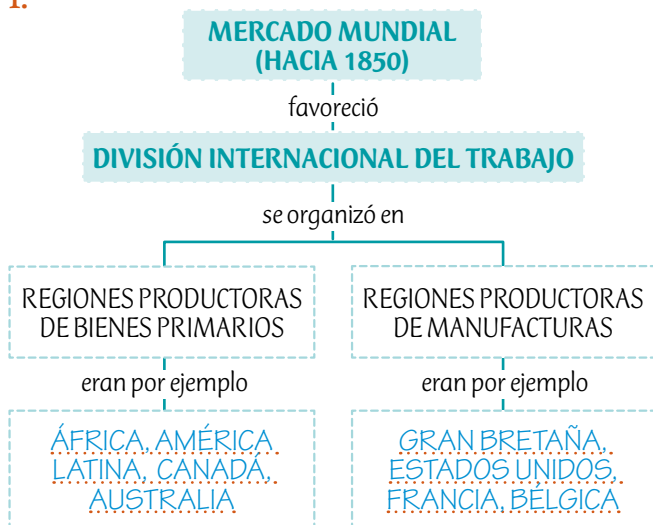 1.
MERCADO MUNDIAL
(HACIA 1850)
favoreció
DIVISIÓN INTERNACIONAL DEL TRABAJO
se organizó en
REGIONES PRODUCTORAS
DE BIENES PRIMARIOS
REGIONES PRODUCTORAS
DE MANUFACTURAS
eran por ejemplo
eran por ejemplo
ÁFRICA, AMÉRICA
LATINA, CANADÁ,
AUSTRALIA
GRAN BRETAÑA,
ESTADOS UNIDOS,
FRANCIA, BÉLGICA